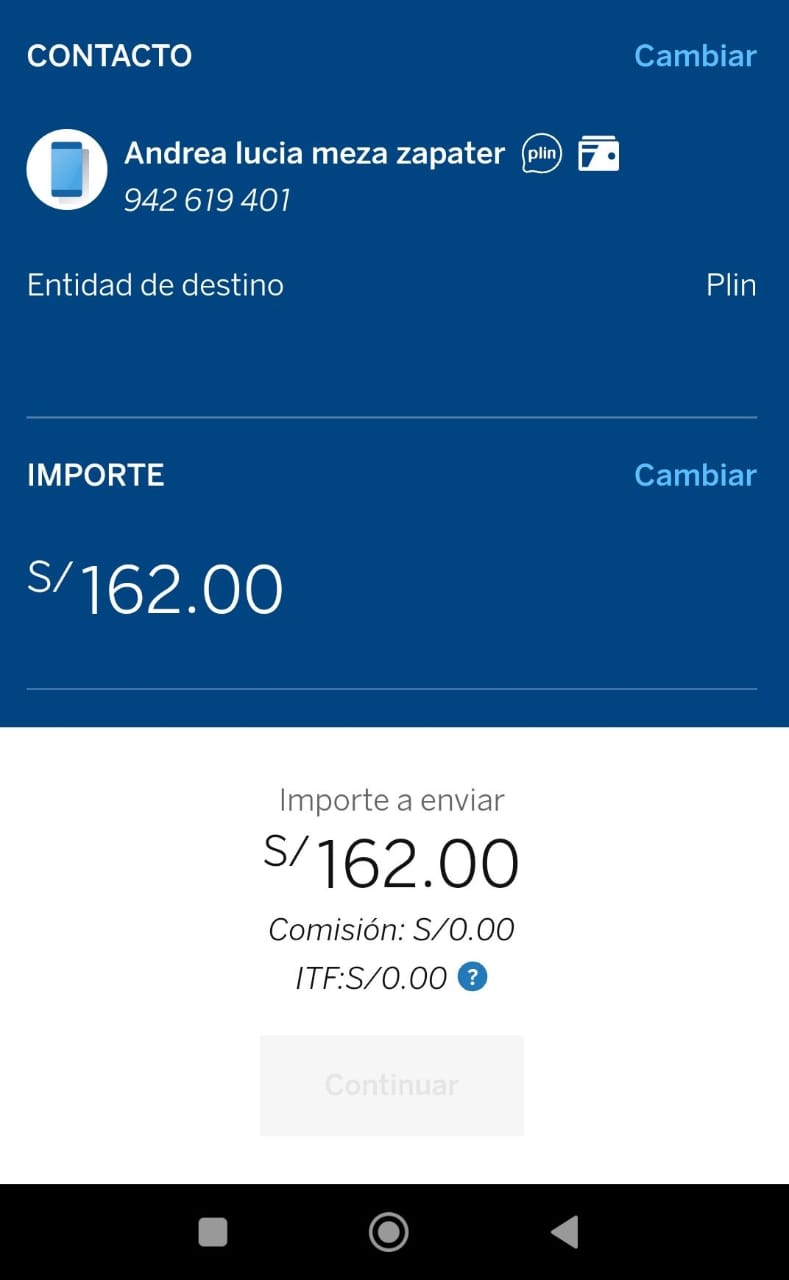 CONTACTO Cambiar
Andrea lucia meza zapater plin
942 619 401
Entidad de destino Plin
IMPORTE Cambiar
S/162.00
Importe a enviar
S/162.00
Comisión: S/0.00
ITF:S/0.00 ?
Continuar